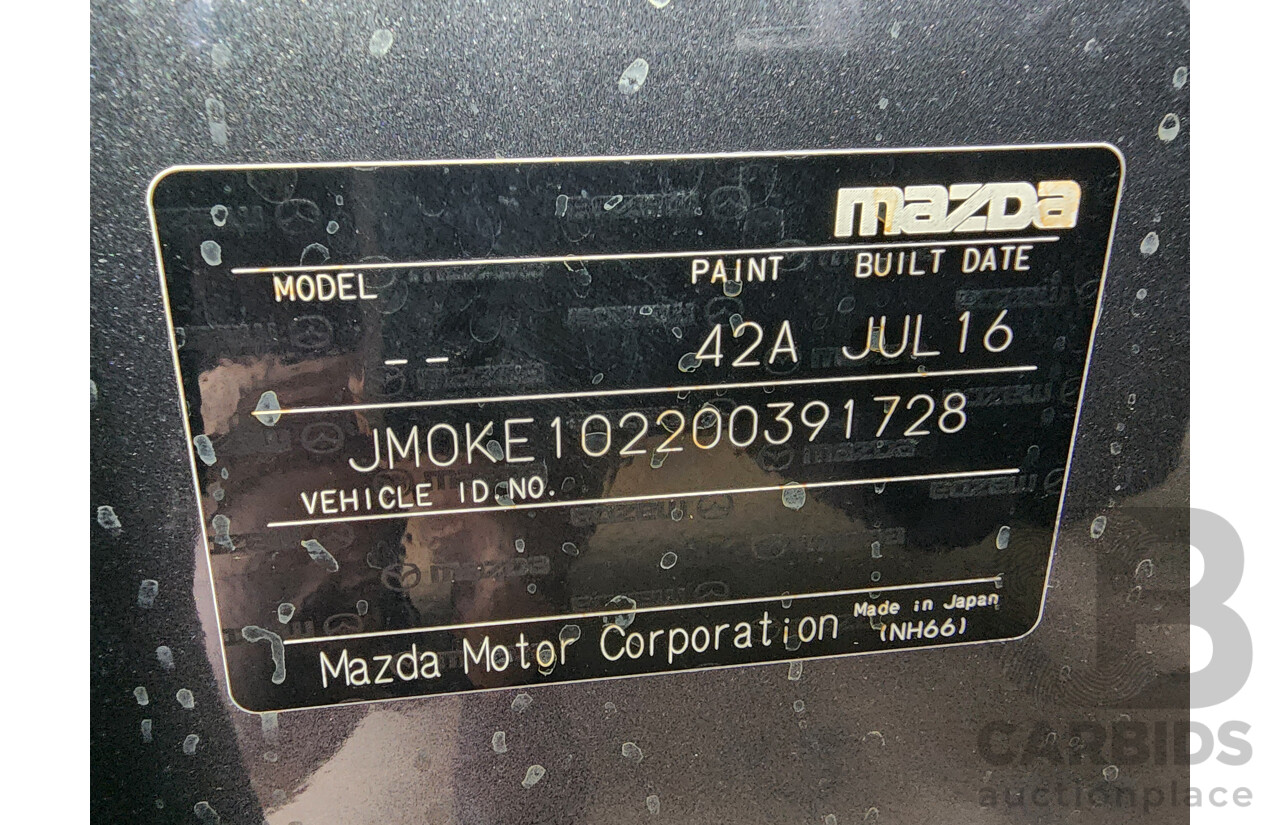 mazda
MODEL PAINT BUILT DATE
-- 42A JUL16
JM0KE102200391728
VEHICLE ID.NO.
Mazda Motor Corporation Made in Japan
(NH66)
B
CARBIDS
auctionplace